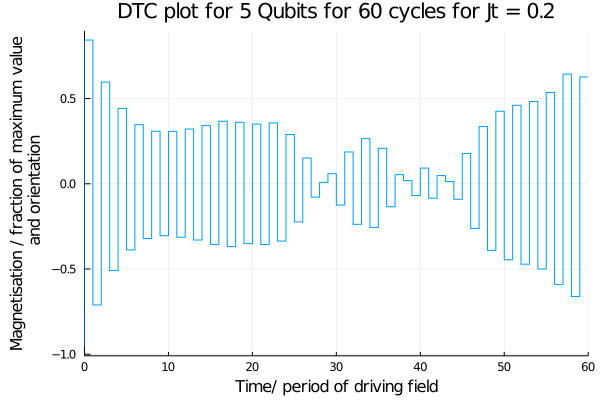 DTC plot for 5 Qubits for 60 cycles for Jt = 0.2
Magnetisation / fraction of maximum value
and orientation
0.5
0.0
−0.5
−1.0
0 10 20 30 40 50 60
Time/ period of driving field